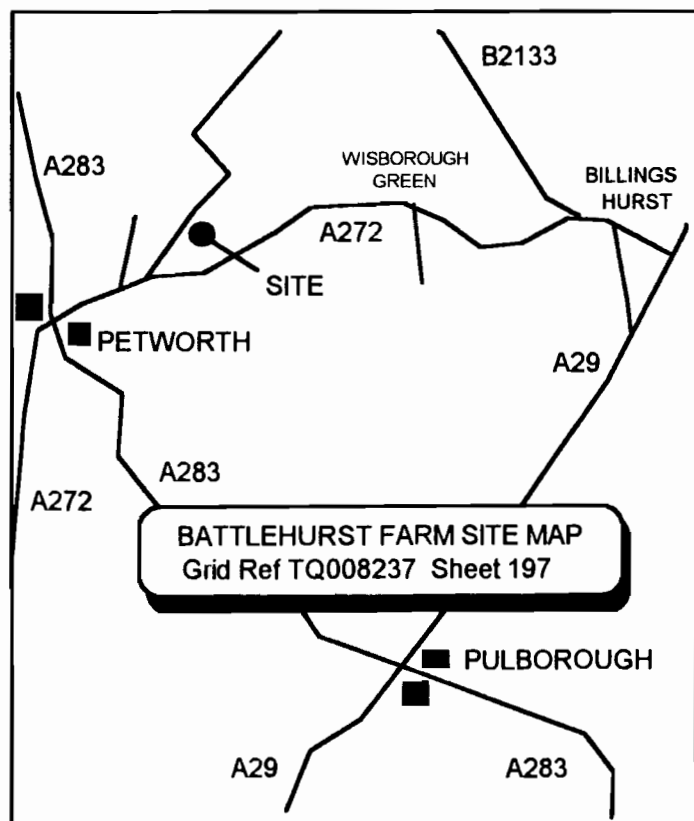 B2133
A283
WISBOROUGH
GREEN
BILLINGS
HURST
A272
SITE
PETWORTH
A29
A283
A272
BATTLEHURST FARM SITE MAP
Grid Ref TQ008237 Sheet 197
PULBOROUGH
A29
A283